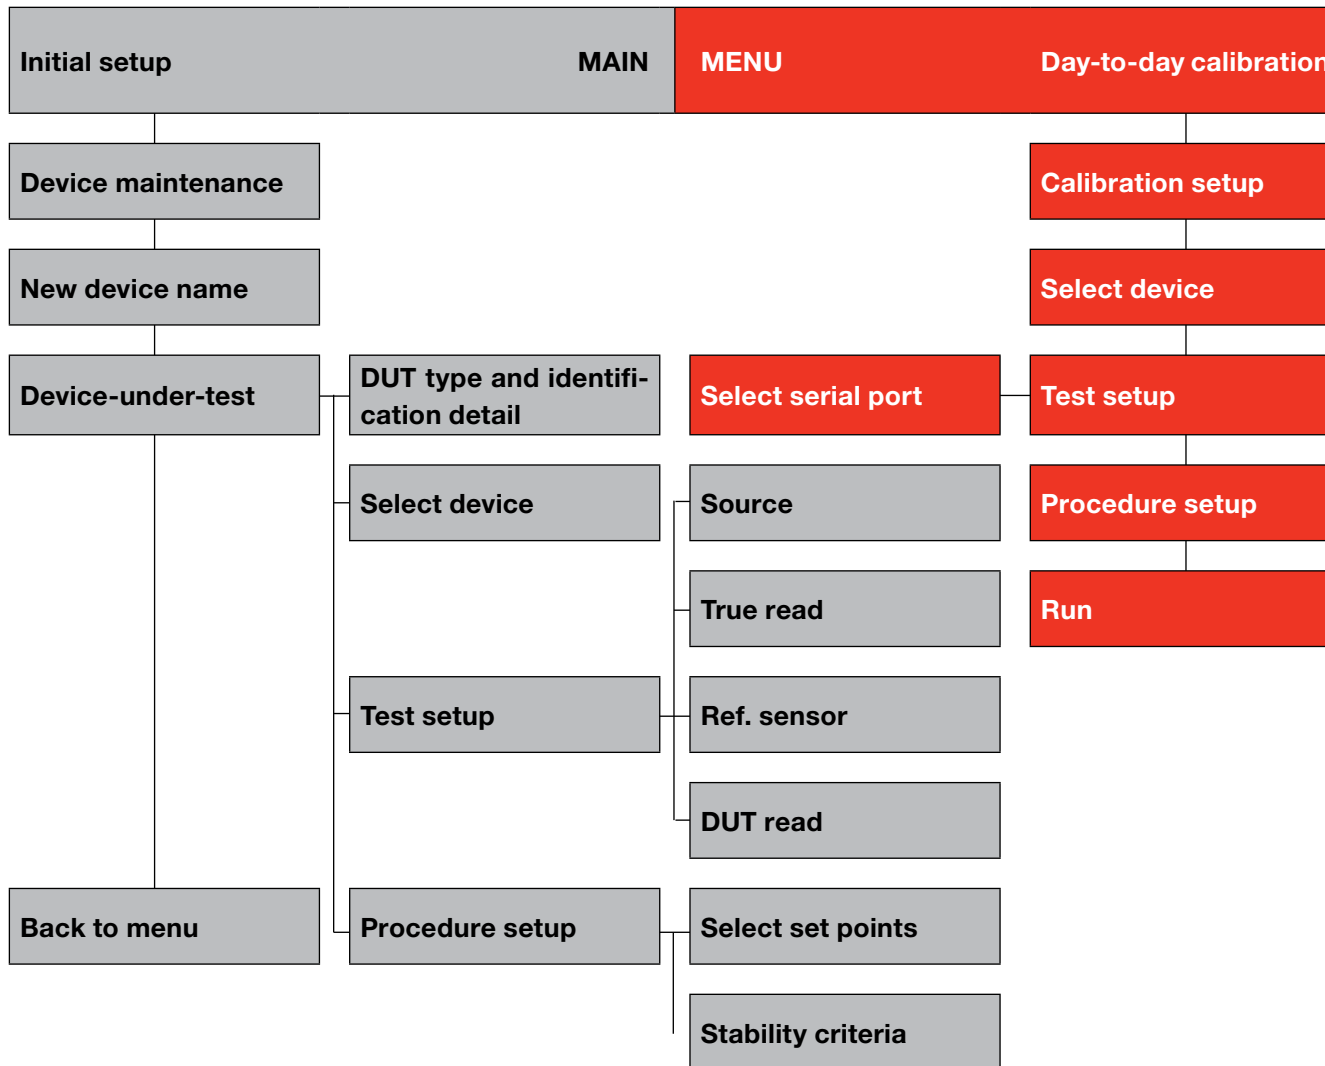 Initial setup MAIN MENU Day-to-day calibration
Device maintenance Calibration setup
New device name Select device
Device-under-test
DUT type and identifi-
cation detail
Select serial port
Test setup
Select device Source Procedure setup
True read Run
Test setup Ref. sensor
DUT read
Back to menu Procedure setup Select set points
Stability criteria